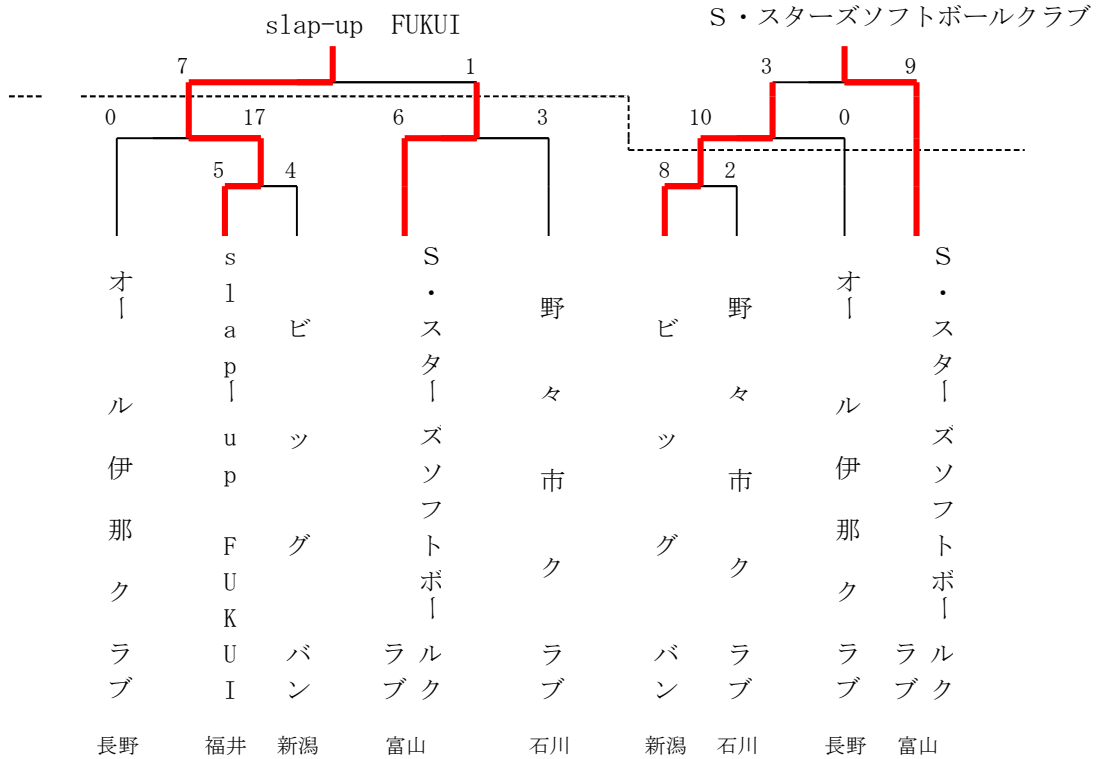 slap-up FUKUI
S・スターズソフトボールクラブ
7
1
3
9
0
17
6
3
10
0
5
4
8
2
オール伊那クラブ
slap-up FUKUI
ビッグバン
S・スターズソフトボールクラブ
野々市クラブ
ビッグバン
野々市クラブ
オール伊那クラブ
S・スターズソフトボールクラブ
長野
福井
新潟
富山
石川
新潟
石川
長野
富山